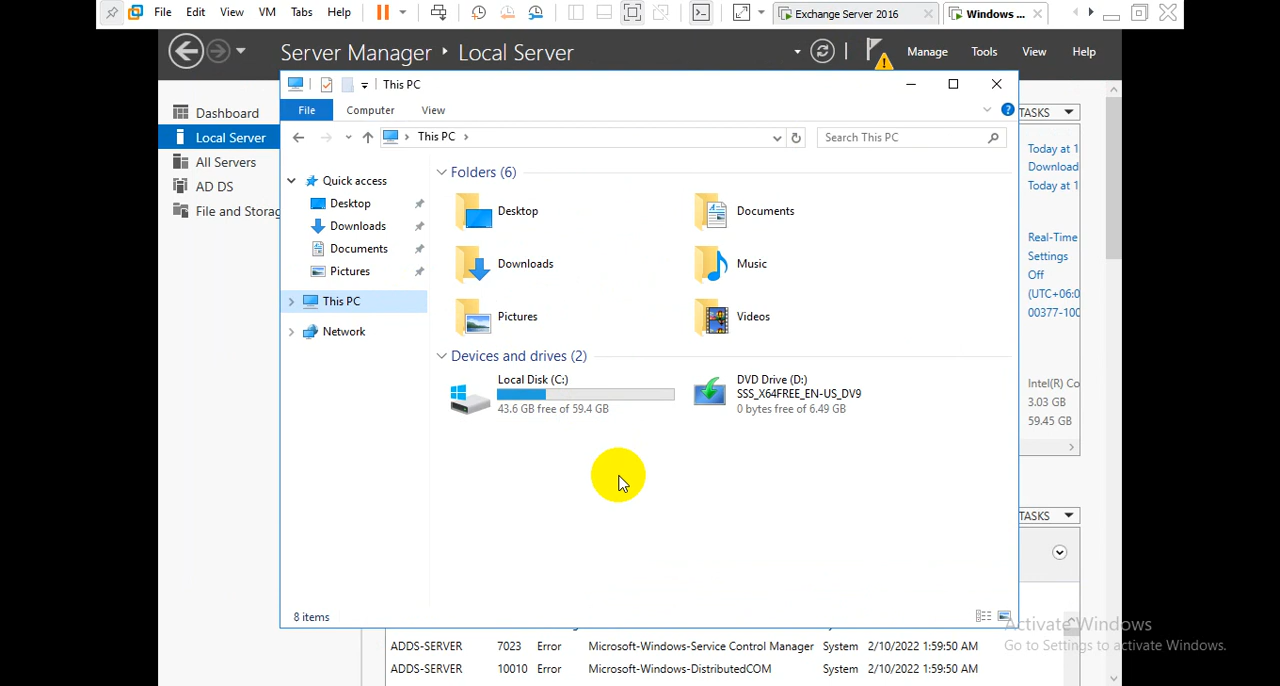 File Edit View VM Tabs Help
Exchange Server 2016
Windows ...
Server Manager ‣ Local Server
Manage Tools View Help
This PC
File Computer View
This PC
Search This PC
Dashboard
Local Server
All Servers
AD DS
File and Storag
Quick access
Desktop
Downloads
Documents
Pictures
This PC
Network
Folders (6)
Desktop
Documents
Downloads
Music
Pictures
Videos
Devices and drives (2)
Local Disk (C:)
43.6 GB free of 59.4 GB
DVD Drive (D:)
SSS_X64FREE_EN-US_DV9
0 bytes free of 6.49 GB
8 items
TASKS
Today at 1
Download
Today at 1
Real-Time
Settings
Off
(UTC+06:0
00377-100
Intel(R) Co
3.03 GB
59.45 GB
TASKS
ADDS-SERVER 7023 Error Microsoft-Windows-Service Control Manager System 2/10/2022 1:59:50 AM
ADDS-SERVER 10010 Error Microsoft-Windows-DistributedCOM System 2/10/2022 1:59:50 AM
Activate Windows
Go to Settings to activate Windows.